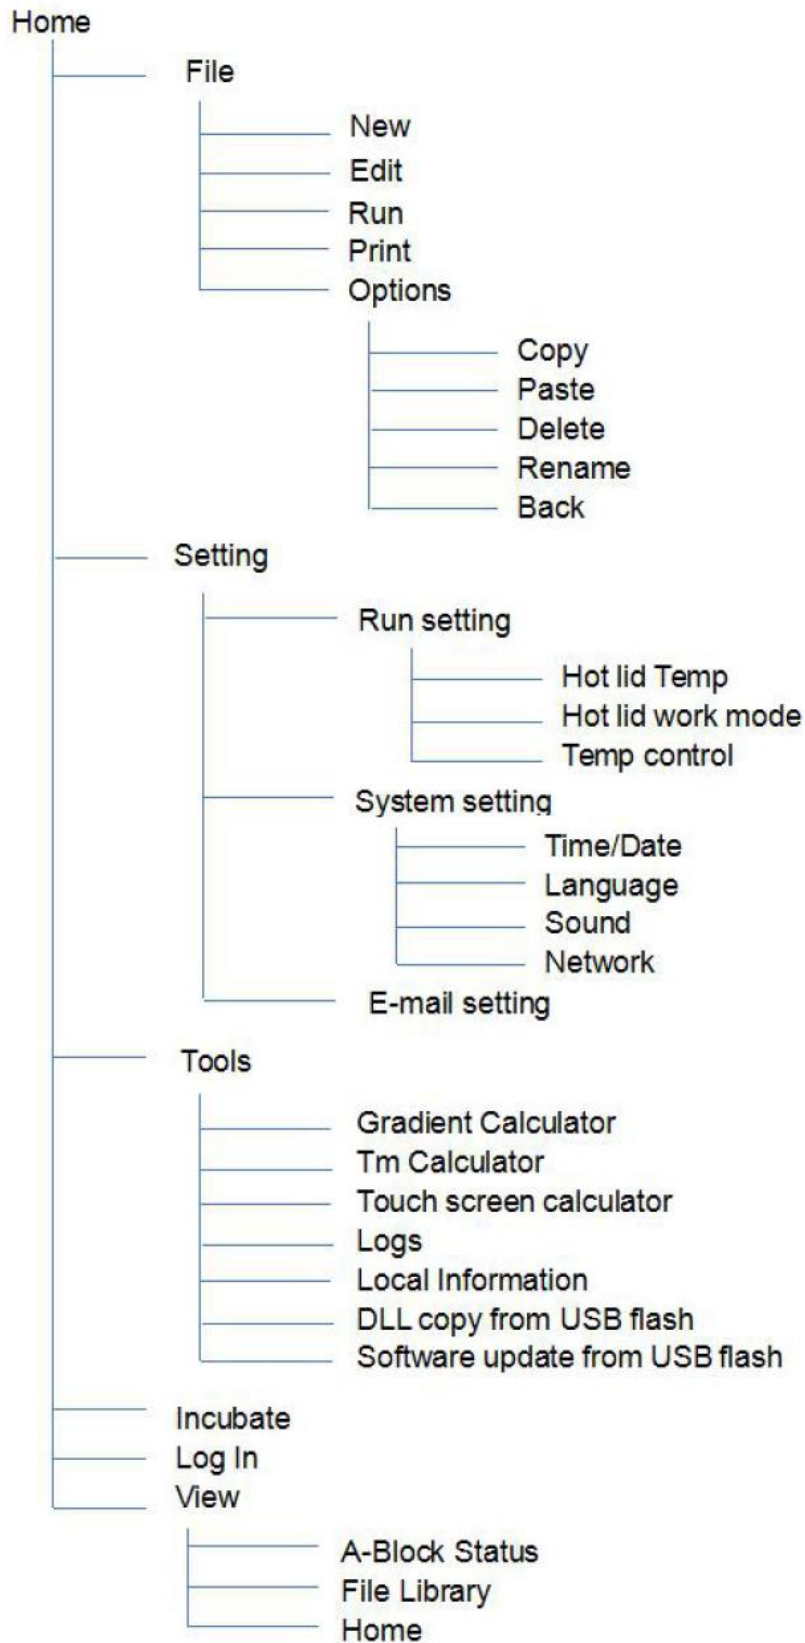 Home
File
New
Edit
Run
Print
Options
Copy
Paste
Delete
Rename
Back
Setting
Run setting
Hot lid Temp
Hot lid work mode
Temp control
System setting
Time/Date
Language
Sound
Network
E-mail setting
Tools
Gradient Calculator
Tm Calculator
Touch screen calculator
Logs
Local Information
DLL copy from USB flash
Software update from USB flash
Incubate
Log In
View
A-Block Status
File Library
Home